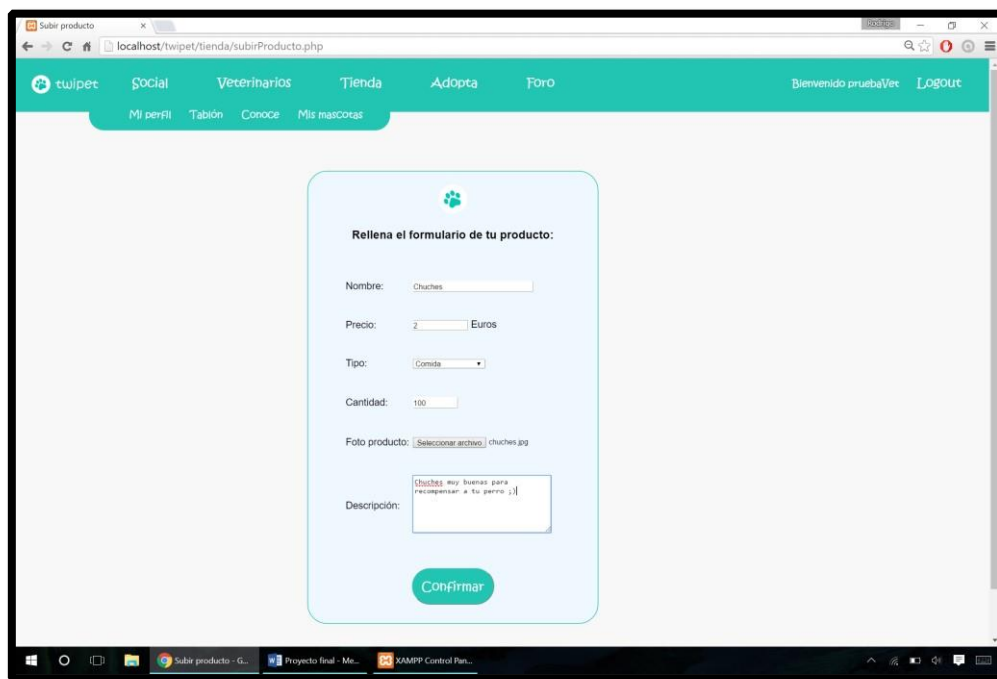 Subir producto
Rodrigo
localhost/twipet/tienda/subirProducto.php
twipet Social Veterinarios Tienda Adopta Foro Bienvenido pruebaVet Logout
Mi perfil Tablón Conoce Mis mascotas
Rellena el formulario de tu producto:
Nombre: Chuches
Precio: 2 Euros
Tipo: Comida
Cantidad: 100
Foto producto: Seleccionar archivo chuches.jpg
Descripción: Chuches muy buenas para
recompensar a tu perro ;)
Confirmar
Subir producto - G... Proyecto final - Me... XAMPP Control Pan...